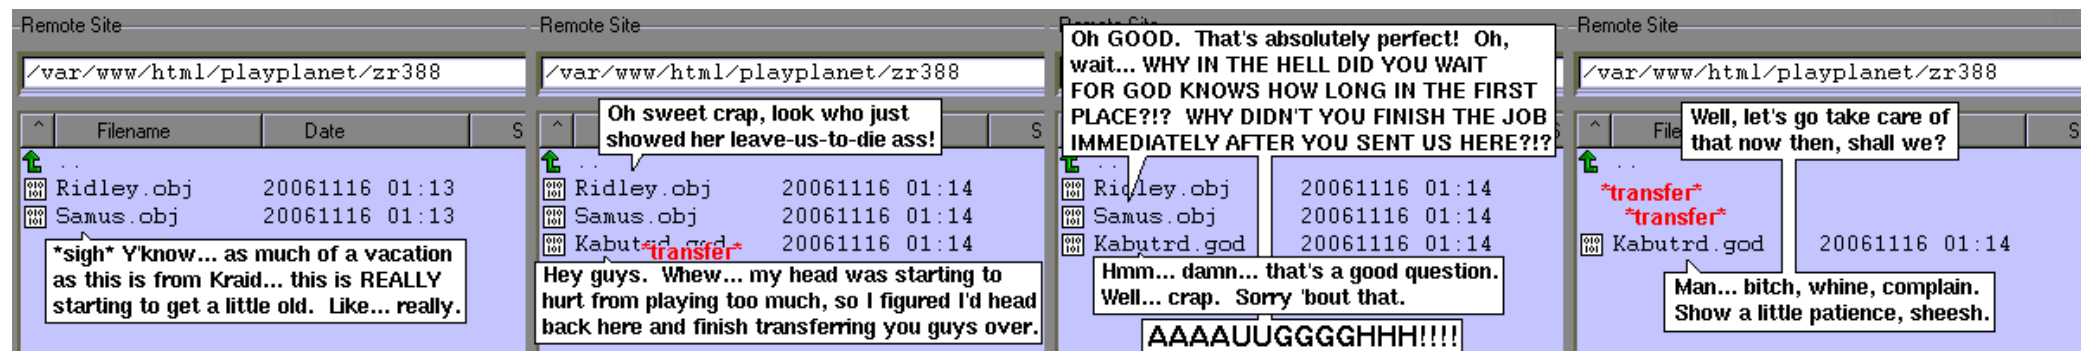 Remote Site
/var/www/html/playplanet/zr388
^ Filename Date S
..
Ridley.obj 20061116 01:13
Samus.obj 20061116 01:13
*sigh* Y'know... as much of a vacation
as this is from Kraid... this is REALLY
starting to get a little old. Like... really.
Remote Site
/var/www/html/playplanet/zr388
^ S
Oh sweet crap, look who just
showed her leave-us-to-die ass!
..
Ridley.obj 20061116 01:14
Samus.obj 20061116 01:14
Kabutrd.god 20061116 01:14
*transfer*
Hey guys. Whew... my head was starting to
hurt from playing too much, so I figured I'd head
back here and finish transferring you guys over.
Remote Site
Oh GOOD. That's absolutely perfect! Oh,
wait... WHY IN THE HELL DID YOU WAIT
FOR GOD KNOWS HOW LONG IN THE FIRST
PLACE?!? WHY DIDN'T YOU FINISH THE JOB
IMMEDIATELY AFTER YOU SENT US HERE?!?
..
Ridley.obj 20061116 01:14
Samus.obj 20061116 01:14
Kabutrd.god 20061116 01:14
Hmm... damn... that's a good question.
Well... crap. Sorry 'bout that.
AAAAUUGGGGHHH!!!!
Remote Site
/var/www/html/playplanet/zr388
^ File S
Well, let's go take care of
that now then, shall we?
..
*transfer*
*transfer*
Kabutrd.god 20061116 01:14
Man... bitch, whine, complain.
Show a little patience, sheesh.